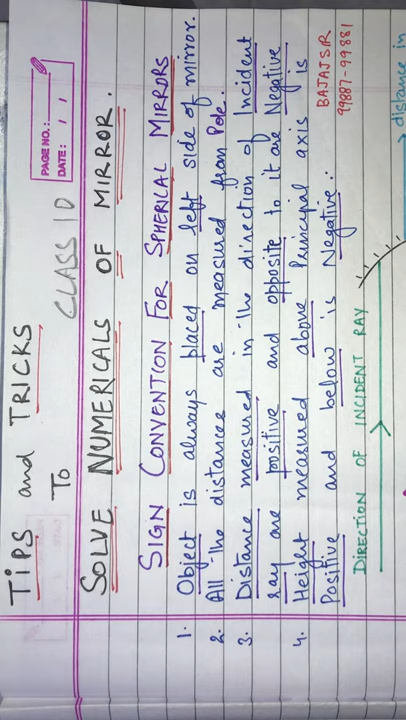 TiPS and TRICKS
PAGE NO.:
DATE: / /
To
CLASS 10
SOLVE NUMERICALS OF MIRROR.
SIGN CONVENTION FOR SPHERICAL MIRRORS
1. Object is always placed on left side of mirror.
2. All the distances are measured from Pole.
3. Distance measured in the direction of Incident
ray are positive and opposite to it are Negative
4. Height measured above Principal axis is
Positive and below is Negative.
BAJAJ SIR
99887-99881
DIRECTION OF INCIDENT RAY
distance in